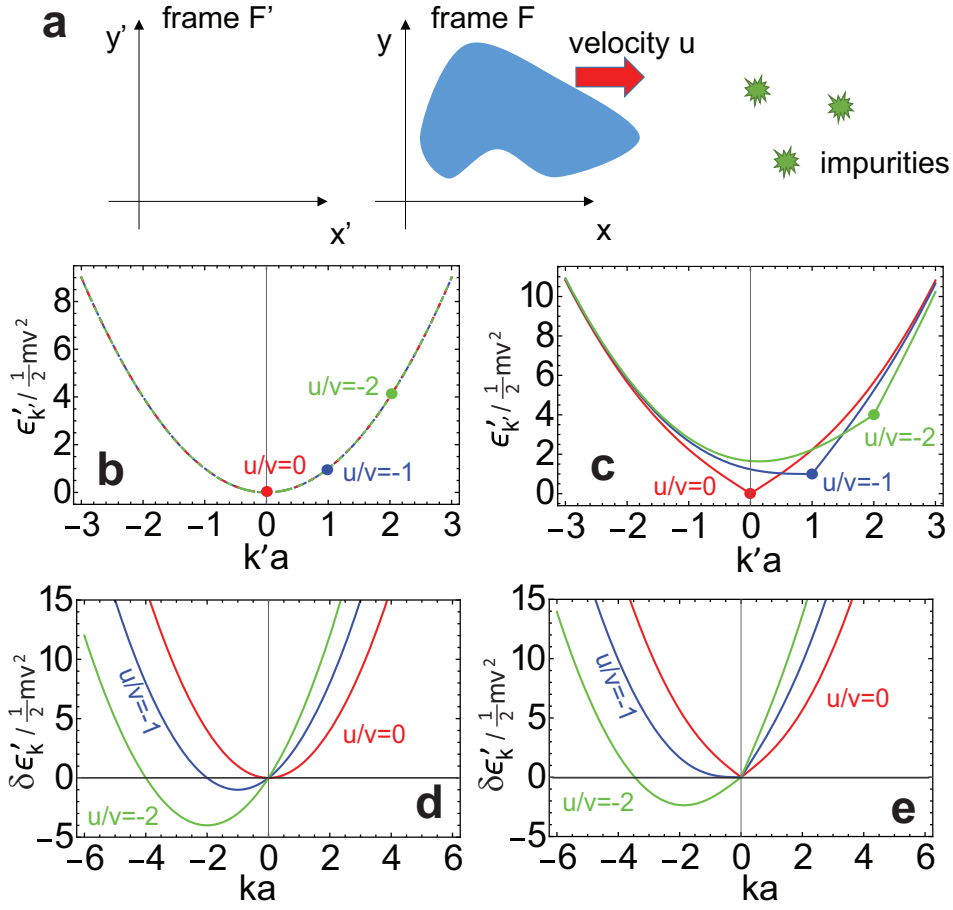 a
frame F’
frame F
y’
y
velocity u
impurities
x’
x
8
6
4
2
0
ϵ′k′/ ½mv²
u/v=-2
u/v=0
u/v=-1
b
−3 −2 −1 0 1 2 3
k′a
10
8
6
4
2
0
ϵ′k′/ ½mv²
u/v=-2
u/v=0
u/v=-1
c
−3 −2 −1 0 1 2 3
k′a
15
10
5
0
−5
δϵ′k / ½mv²
u/v=-1
u/v=0
u/v=-2
d
−6 −4 −2 0 2 4 6
ka
15
10
5
0
−5
δϵ′k / ½mv²
u/v=-1
u/v=0
u/v=-2
e
−6 −4 −2 0 2 4 6
ka